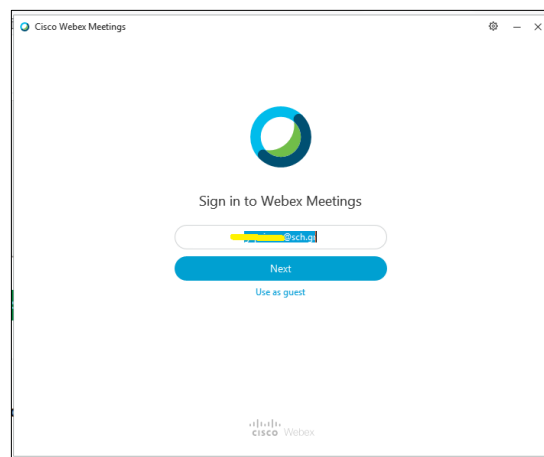 Cisco Webex Meetings
Sign in to Webex Meetings
@sch.gr
Next
Use as guest
cisco Webex